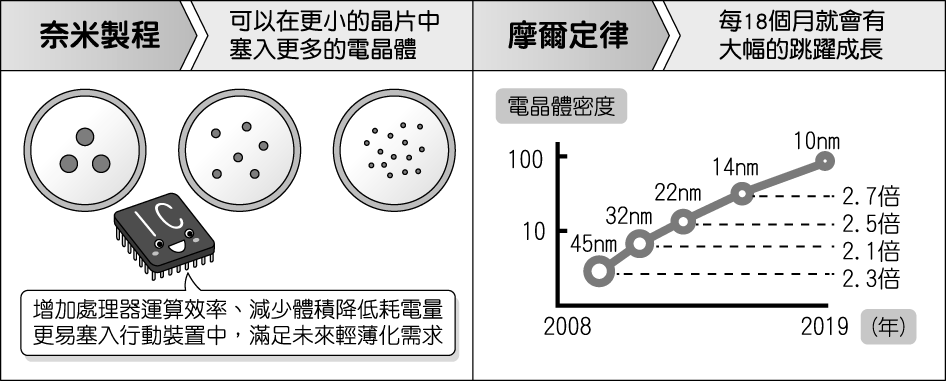 奈米製程
可以在更小的晶片中
塞入更多的電晶體
IC
增加處理器運算效率、減少體積降低耗電量
更易塞入行動裝置中，滿足未來輕薄化需求
摩爾定律
每18個月就會有
大幅的跳躍成長
電晶體密度
100
10
45nm
32nm
22nm
14nm
10nm
2.7倍
2.5倍
2.1倍
2.3倍
2008
2019
(年)